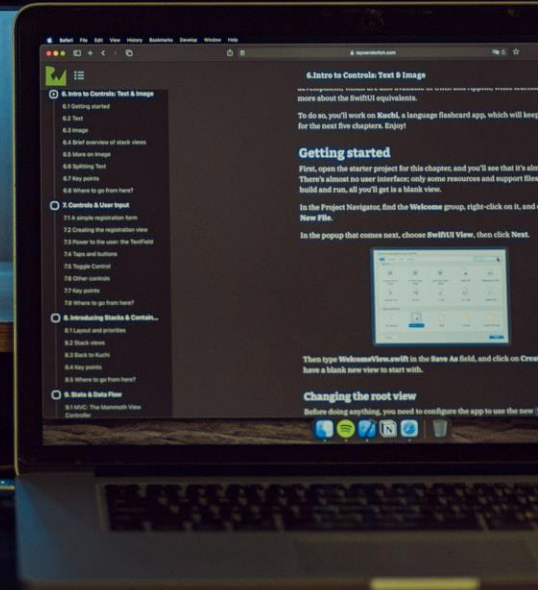 Safari File Edit View History Bookmarks Develop Window Help
raywenderlich.com
6.Intro to Controls: Text & Image
6. Intro to Controls: Text & Image
6.1 Getting started
6.2 Text
6.3 Image
6.4 Brief overview of stack views
6.5 More on Image
6.6 Splitting Text
6.7 Key points
6.8 Where to go from here?
7. Controls & User Input
7.1 A simple registration form
7.2 Creating the registration view
7.3 Power to the user: the TextField
7.4 Taps and buttons
7.5 Toggle Control
7.6 Other controls
7.7 Key points
7.8 Where to go from here?
8. Introducing Stacks & Contain...
8.1 Layout and priorities
8.2 Stack views
8.3 Back to Kuchi
8.4 Key points
8.5 Where to go from here?
9. State & Data Flow
9.1 MVC: The Mammoth View
Controller
more about the SwiftUI equivalents.
To do so, you'll work on Kuchi, a language flashcard app, which will keep
for the next five chapters. Enjoy!
Getting started
First, open the starter project for this chapter, and you'll see that it's
There's almost no user interface; only some resources and support files
build and run, all you'll get is a blank view.
In the Project Navigator, find the Welcome group, right-click on it, and
New File.
In the popup that comes next, choose SwiftUI View, then click Next.
Then type WelcomeView.swift in the Save As field, and click on
have a blank new view to start with.
Changing the root view
Before doing anything, you need to configure the app to use the new